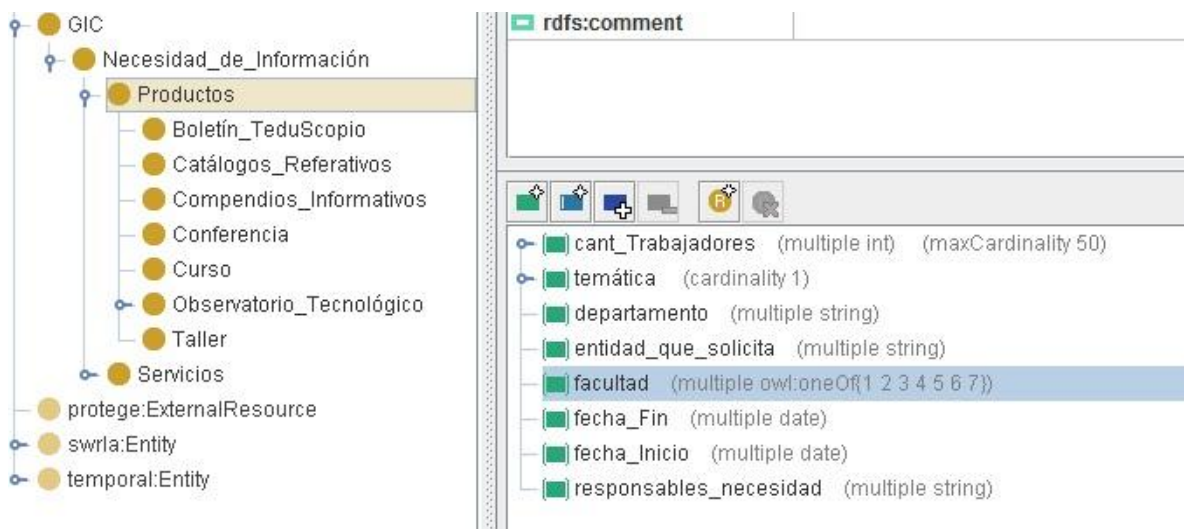 GIC
Necesidad_de_Información
Productos
Boletín_TeduScopio
Catálogos_Referativos
Compendios_Informativos
Conferencia
Curso
Observatorio_Tecnológico
Taller
Servicios
protege:ExternalResource
swrla:Entity
temporal:Entity
rdfs:comment
R
cant_Trabajadores (multiple int) (maxCardinality 50)
temática (cardinality 1)
departamento (multiple string)
entidad_que_solicita (multiple string)
facultad (multiple owl:oneOf{1 2 3 4 5 6 7})
fecha_Fin (multiple date)
fecha_Inicio (multiple date)
responsables_necesidad (multiple string)